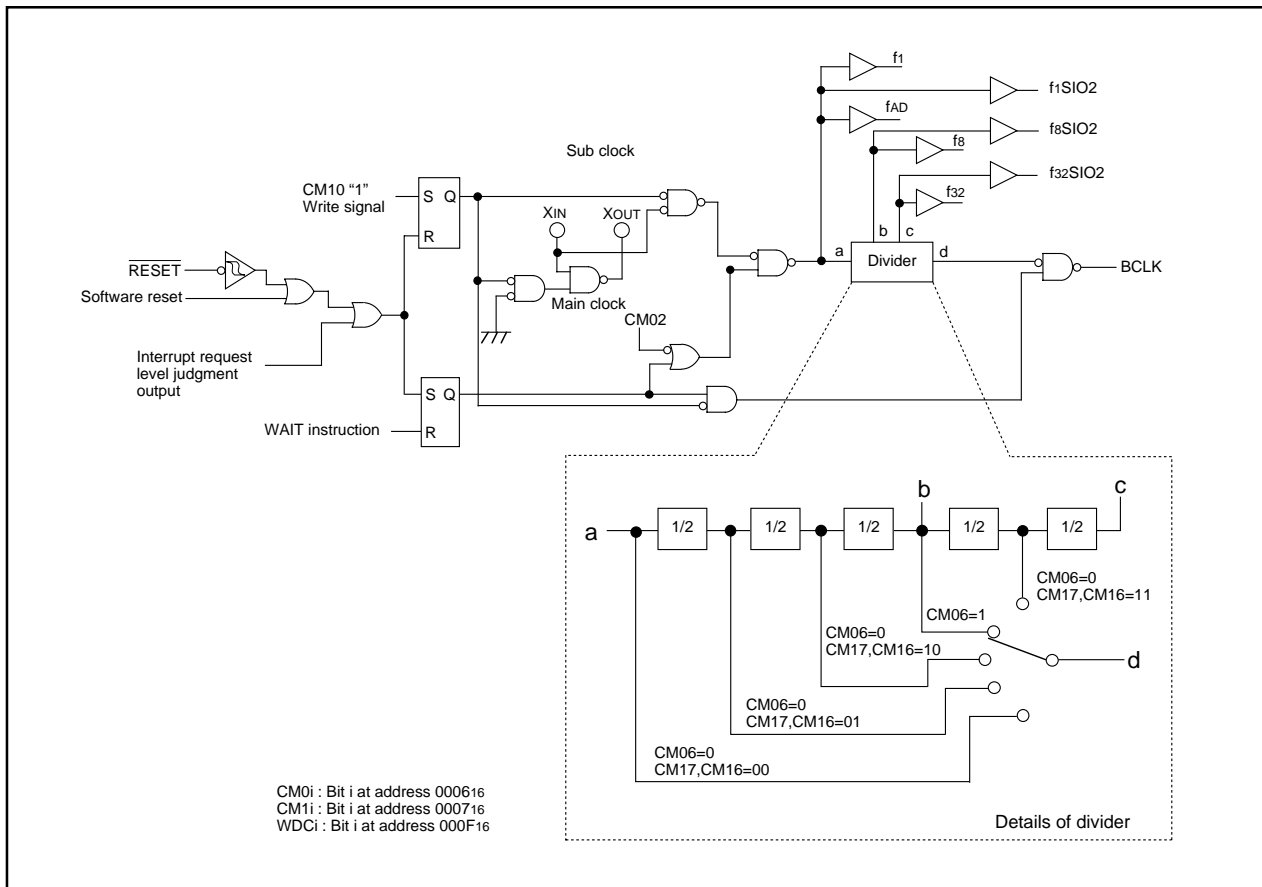 f1
f1SIO2
fAD
f8SIO2
f8
f32SIO2
f32
Sub clock
CM10 “1”
Write signal
S Q
R
XIN
XOUT
b c
a
Divider
d
BCLK
RESET
Software reset
Main clock
CM02
Interrupt request
level judgment
output
S Q
R
WAIT instruction
a
1/2
1/2
1/2
b
1/2
1/2
c
CM06=0
CM17,CM16=11
CM06=1
CM06=0
CM17,CM16=10
d
CM06=0
CM17,CM16=01
CM06=0
CM17,CM16=00
CM0i : Bit i at address 000616
CM1i : Bit i at address 000716
WDCi : Bit i at address 000F16
Details of divider